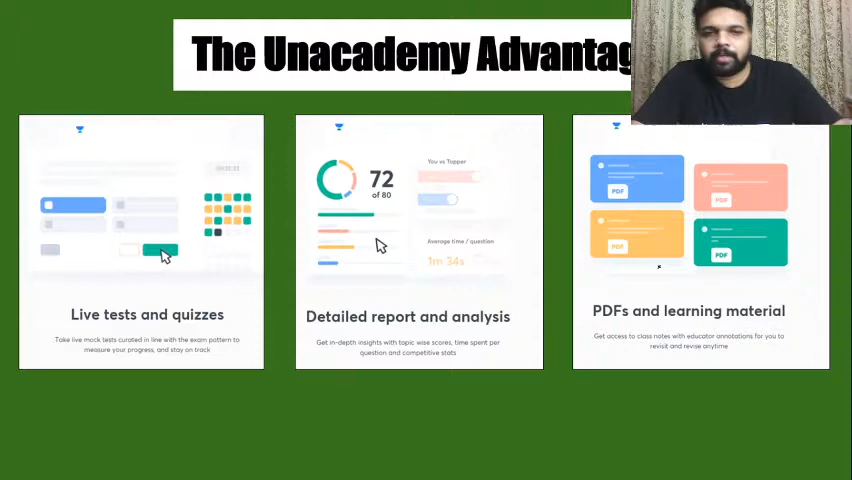 The Unacademy Advantag
Live tests and quizzes
Take live mock tests curated in line with the exam pattern to
measure your progress, and stay on track
72
of 80
You vs Topper
Average time / question
1m 34s
Detailed report and analysis
Get in-depth insights with topic wise scores, time spent per
question and competitive stats
PDF
PDF
PDF
PDF
PDFs and learning material
Get access to class notes with educator annotations for you to
revisit and revise anytime